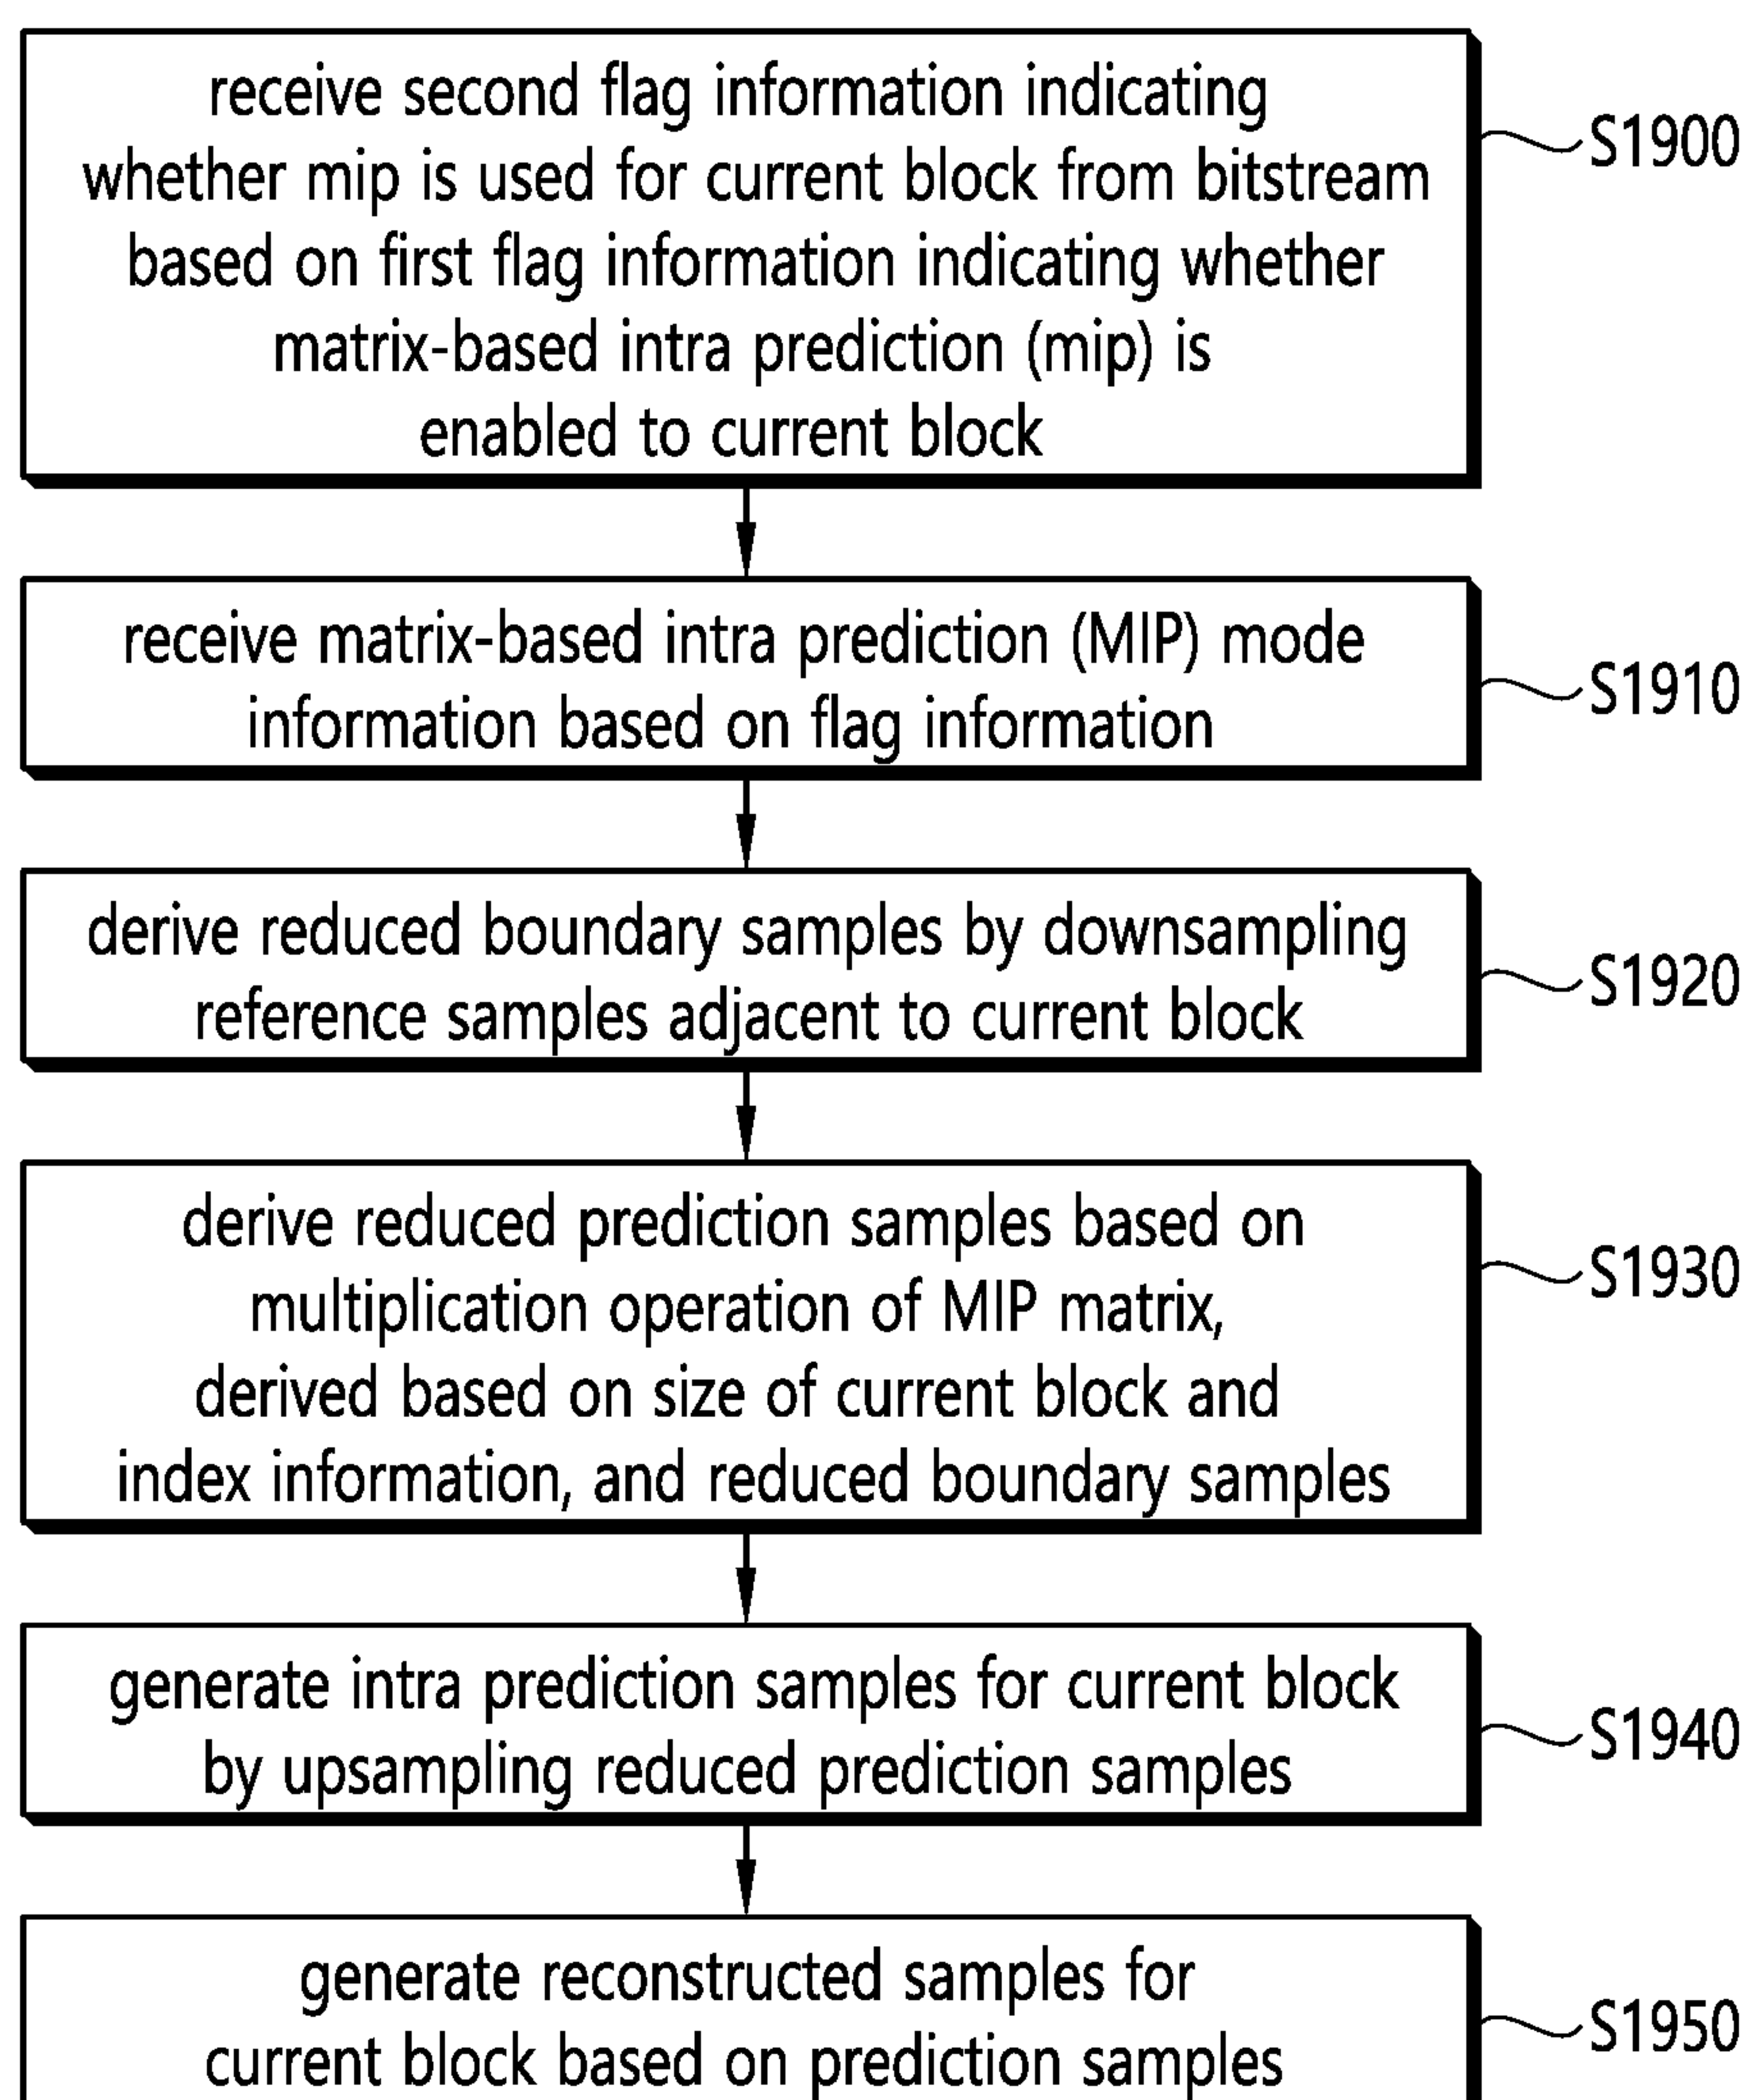 receive second flag information indicating
whether mip is used for current block from bitstream
based on first flag information indicating whether
matrix-based intra prediction (mip) is
enabled to current block
S1900
receive matrix-based intra prediction (MIP) mode
information based on flag information
S1910
derive reduced boundary samples by downsampling
reference samples adjacent to current block
S1920
derive reduced prediction samples based on
multiplication operation of MIP matrix,
derived based on size of current block and
index information, and reduced boundary samples
S1930
generate intra prediction samples for current block
by upsampling reduced prediction samples
S1940
generate reconstructed samples for
current block based on prediction samples
S1950